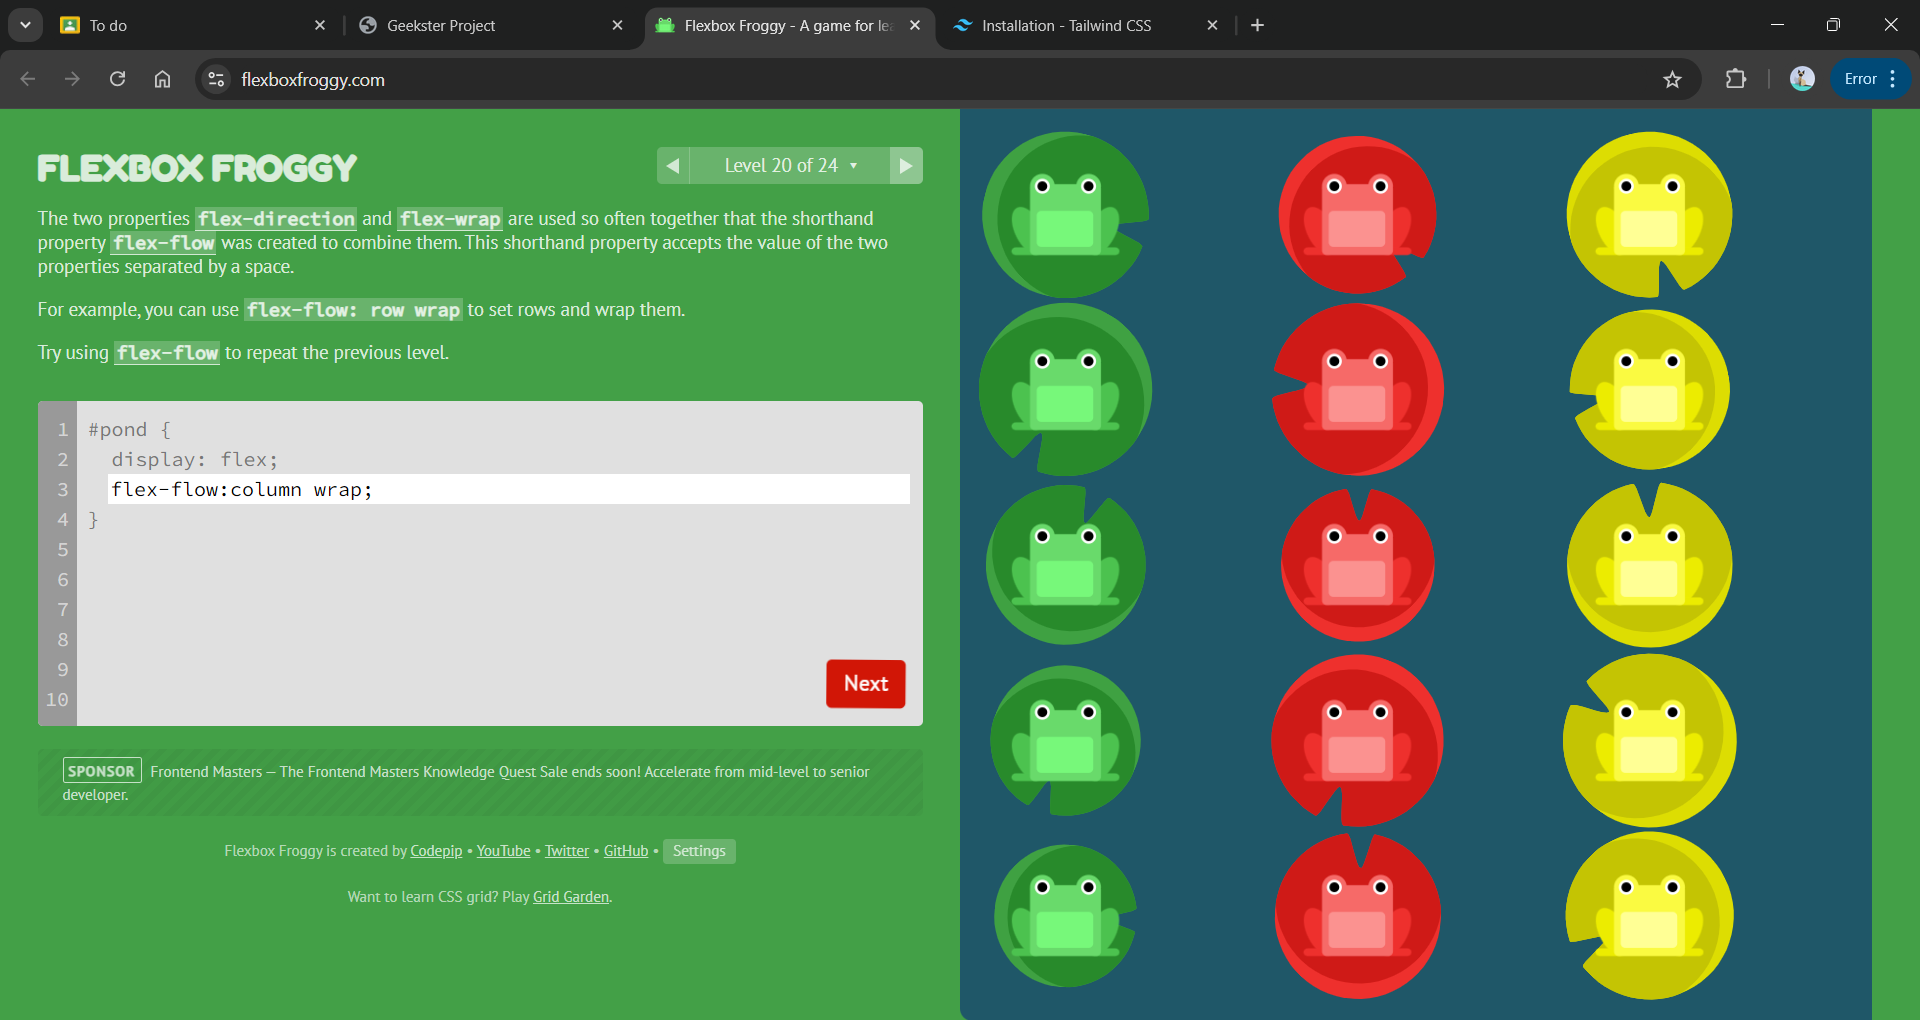 To do
Geekster Project
Flexbox Froggy - A game for le
Installation - Tailwind CSS
flexboxfroggy.com
Error
FLEXBOX FROGGY
Level 20 of 24
The two properties flex-direction and flex-wrap are used so often together that the shorthand
property flex-flow was created to combine them. This shorthand property accepts the value of the two
properties separated by a space.
For example, you can use flex-flow: row wrap to set rows and wrap them.
Try using flex-flow to repeat the previous level.
1 #pond {
2 display: flex;
3 flex-flow:column wrap;
4 }
5
6
7
8
9
10
Next
SPONSOR Frontend Masters — The Frontend Masters Knowledge Quest Sale ends soon! Accelerate from mid-level to senior
developer.
Flexbox Froggy is created by Codepip • YouTube • Twitter • GitHub • Settings
Want to learn CSS grid? Play Grid Garden.